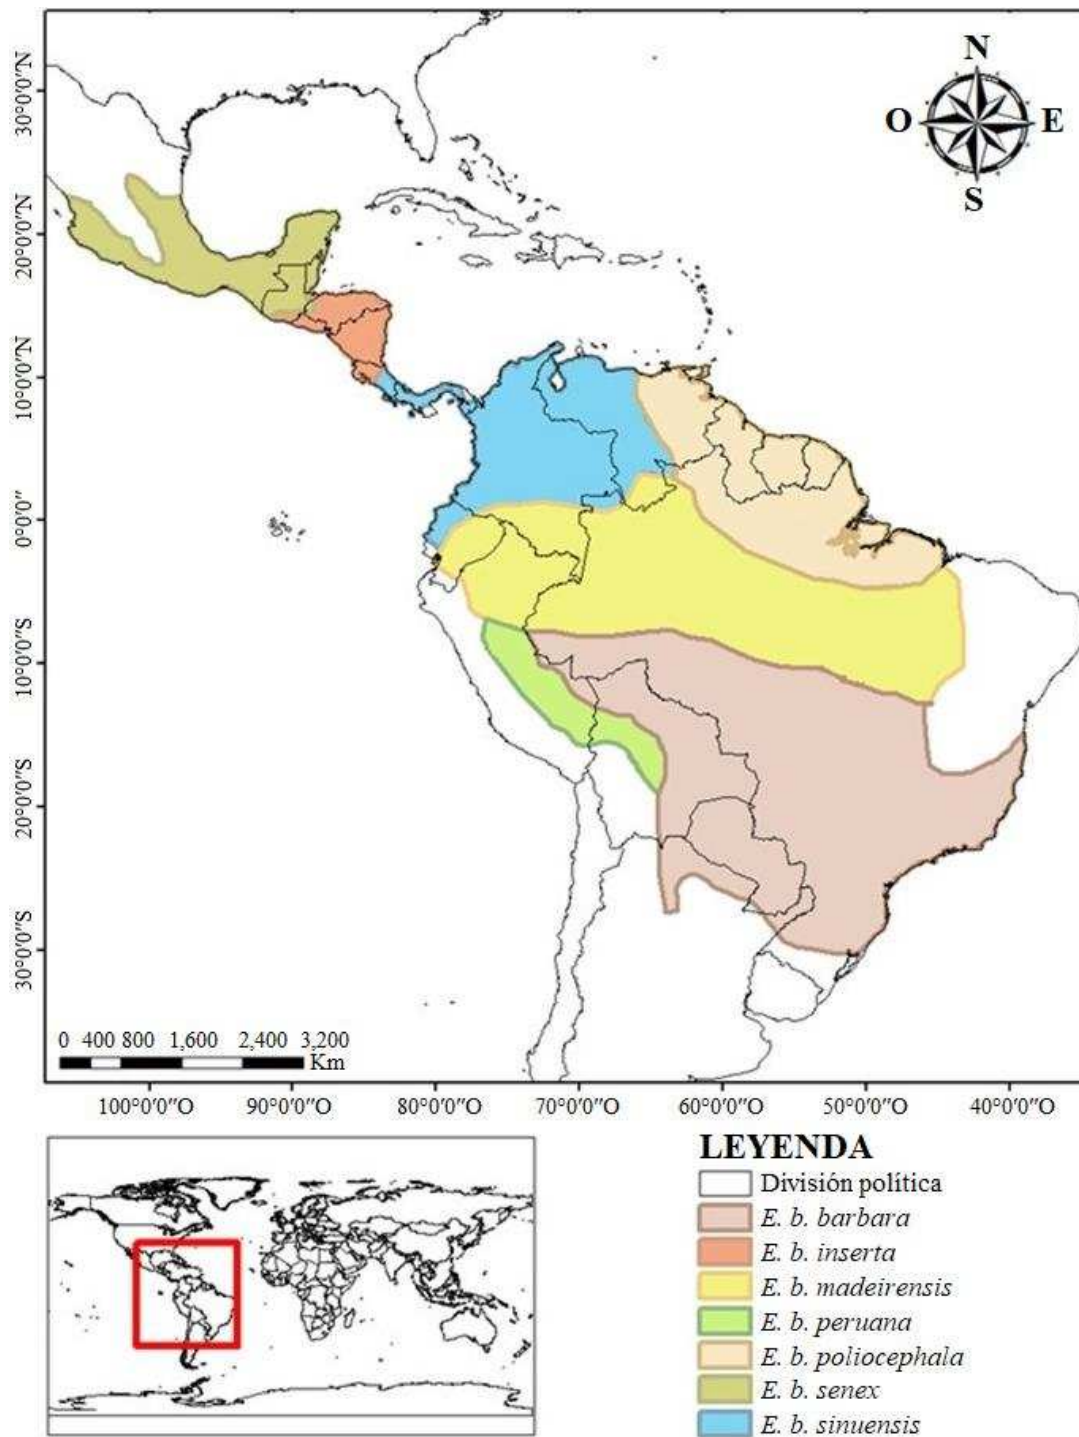 N
O E
S
30°0'0"N
20°0'0"N
10°0'0"N
0°0'0"
10°0'0"S
20°0'0"S
30°0'0"S
0 400 800 1,600 2,400 3,200
Km
100°0'0"O 90°0'0"O 80°0'0"O 70°0'0"O 60°0'0"O 50°0'0"O 40°0'0"O
LEYENDA
División política
E. b. barbara
E. b. inserta
E. b. madeirensis
E. b. peruana
E. b. poliocephala
E. b. senex
E. b. sinuensis